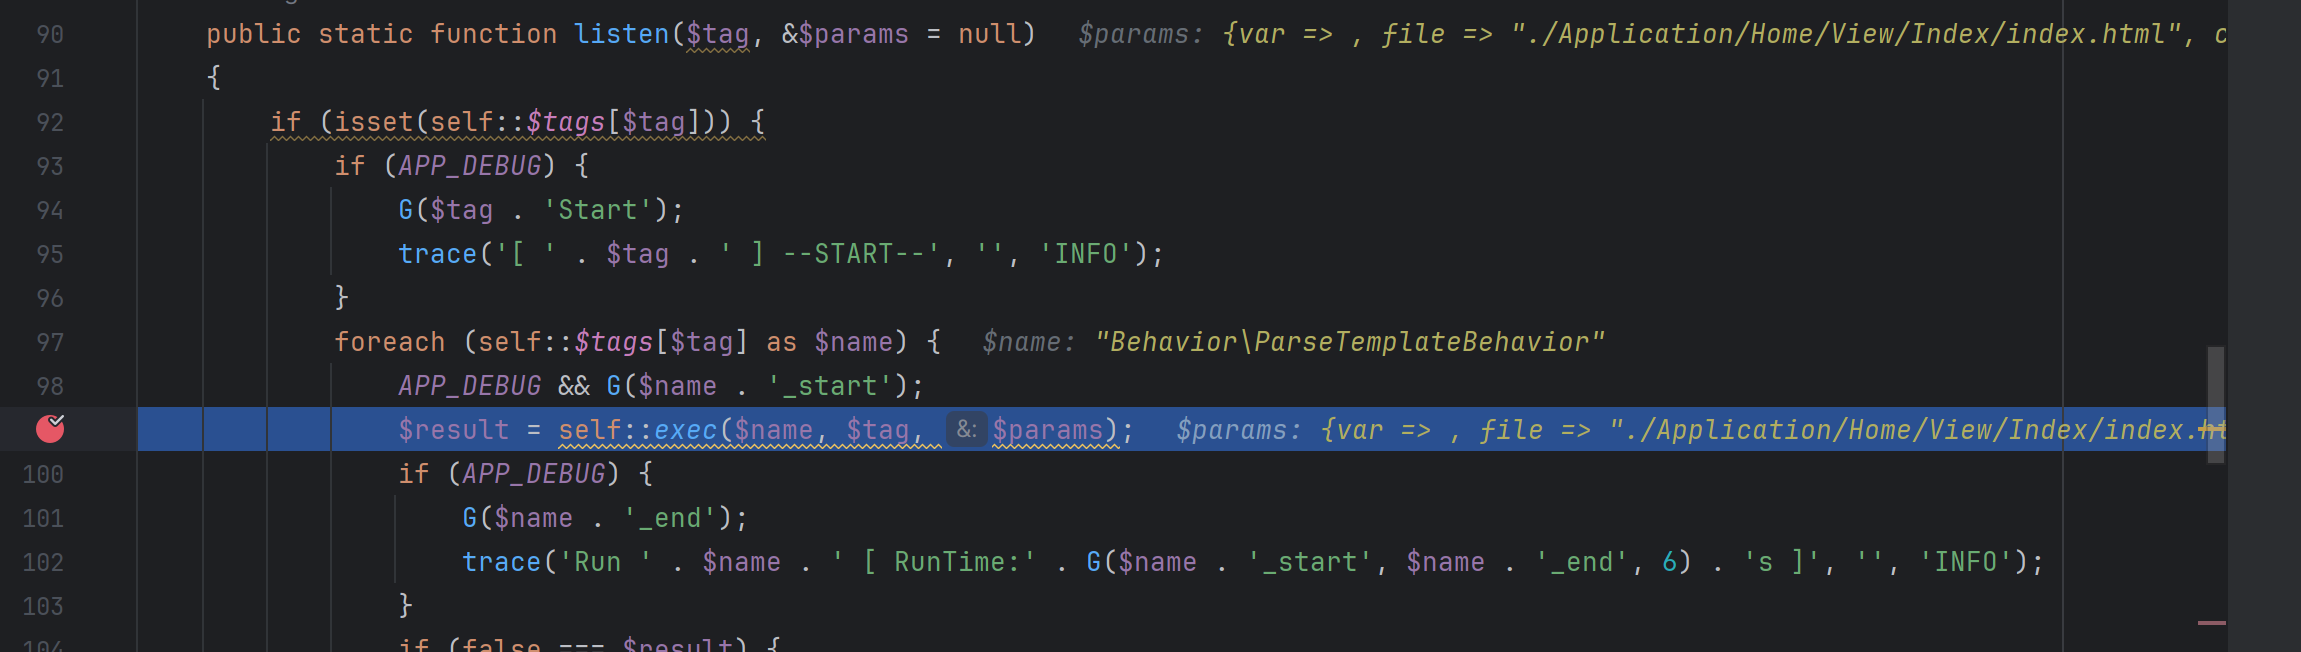 90 public static function listen($tag, &$params = null) $params: {var => , file => "./Application/Home/View/Index/index.html", c
91 {
92 if (isset(self::$tags[$tag])) {
93 if (APP_DEBUG) {
94 G($tag . 'Start');
95 trace('[ ' . $tag . ' ] --START--', '', 'INFO');
96 }
97 foreach (self::$tags[$tag] as $name) { $name: "Behavior\ParseTemplateBehavior"
98 APP_DEBUG && G($name . '_start');
$result = self::exec($name, $tag, &: $params); $params: {var => , file => "./Application/Home/View/Index/index.ht
100 if (APP_DEBUG) {
101 G($name . '_end');
102 trace('Run ' . $name . ' [ RunTime:' . G($name . '_start', $name . '_end', 6) . 's ]', '', 'INFO');
103 }
104 if (false === $result) {